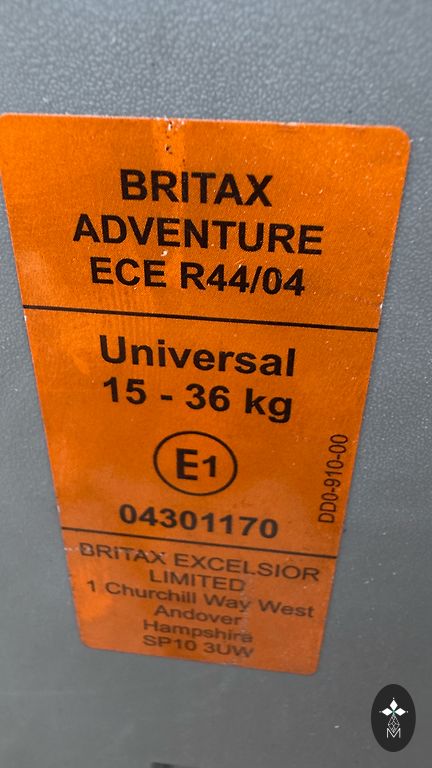 BRITAX
ADVENTURE
ECE R44/04
Universal
15 - 36 kg
E1
04301170
DD0-910-00
BRITAX EXCELSIOR
LIMITED
1 Churchill Way West
Andover
Hampshire
SP10 3UW
M